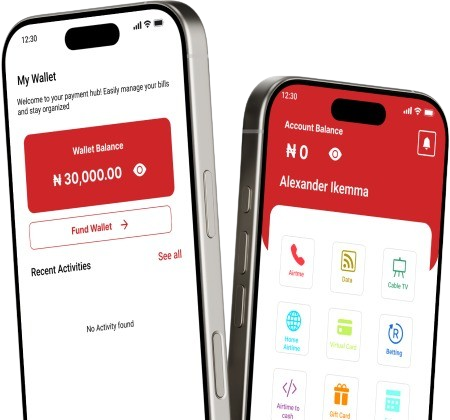 12:30
My Wallet
Welcome to your payment hub! Easily manage your bills
and stay organized
Wallet Balance
₦ 30,000.00
Fund Wallet →
Recent Activities
See all
No Activity found
12:30
Account Balance
₦ 0
Alexander Ikemma
Airtme
Data
Cable TV
Home
Airtime
Virtual Card
Betting
Airtime to
cash
Gift Card